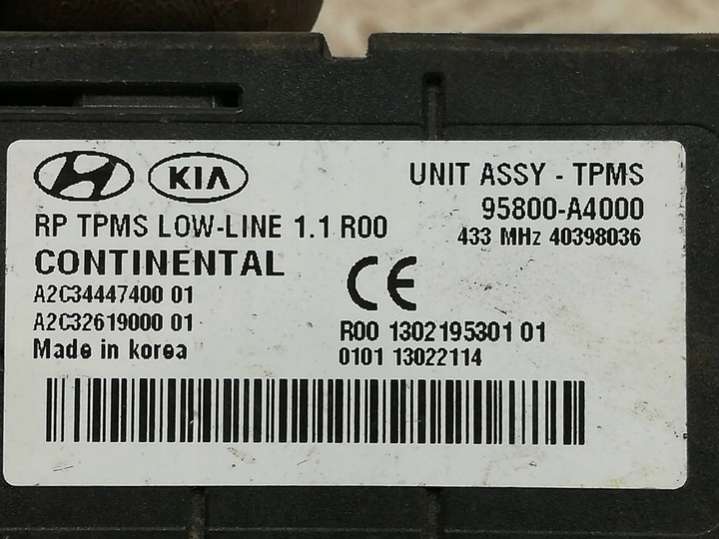 KIA
UNIT ASSY - TPMS
95800-A4000
433 MHz 40398036
RP TPMS LOW-LINE 1.1 R00
CONTINENTAL
A2C34447400 01
A2C32619000 01
Made in korea
CE
R00 1302195301 01
0101 13022114